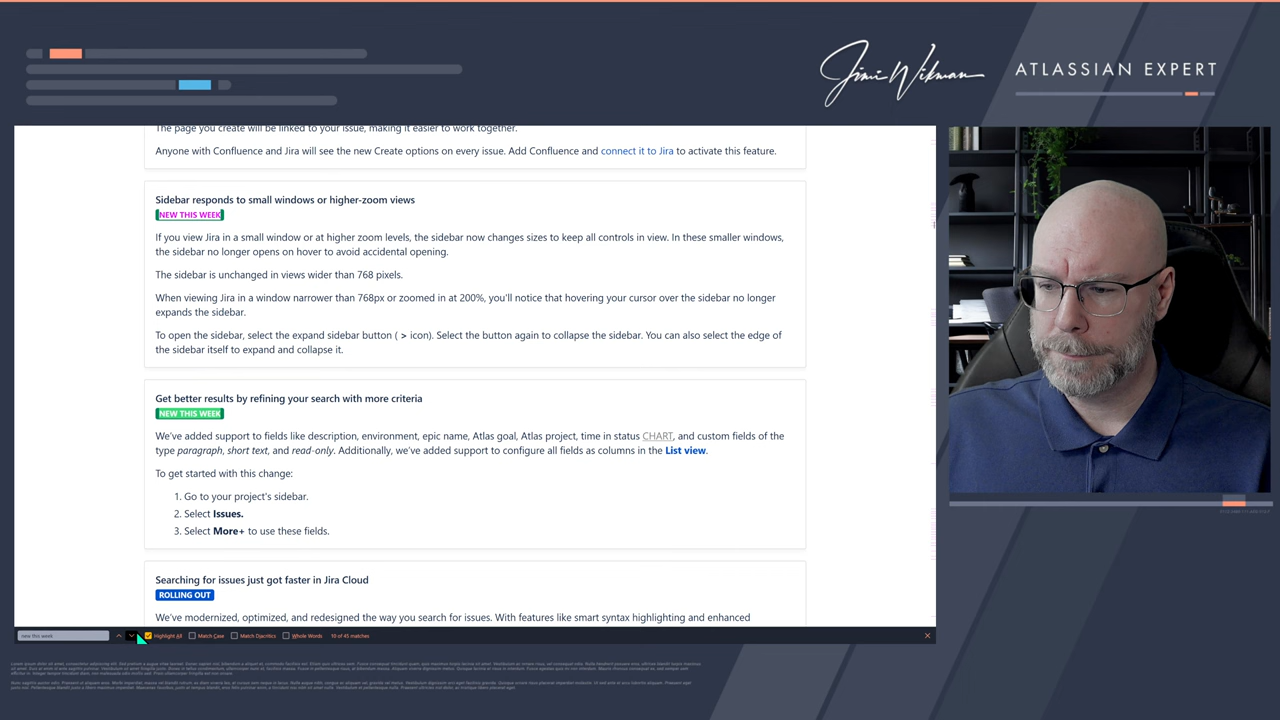 Jimi Wikman
ATLASSIAN EXPERT
The page you create will be linked to your issue, making it easier to work together.
Anyone with Confluence and Jira will see the new Create options on every issue. Add Confluence and connect it to Jira to activate this feature.
Sidebar responds to small windows or higher-zoom views
NEW THIS WEEK
If you view Jira in a small window or at higher zoom levels, the sidebar now changes sizes to keep all controls in view. In these smaller windows,
the sidebar no longer opens on hover to avoid accidental opening.
The sidebar is unchanged in views wider than 768 pixels.
When viewing Jira in a window narrower than 768px or zoomed in at 200%, you'll notice that hovering your cursor over the sidebar no longer
expands the sidebar.
To open the sidebar, select the expand sidebar button ( > icon). Select the button again to collapse the sidebar. You can also select the edge of
the sidebar itself to expand and collapse it.
Get better results by refining your search with more criteria
NEW THIS WEEK
We've added support to fields like description, environment, epic name, Atlas goal, Atlas project, time in status CHART, and custom fields of the
type paragraph, short text, and read-only. Additionally, we've added support to configure all fields as columns in the List view.
To get started with this change:
1. Go to your project's sidebar.
2. Select Issues.
3. Select More+ to use these fields.
Searching for issues just got faster in Jira Cloud
ROLLING OUT
We've modernized, optimized, and redesigned the way you search for issues. With features like smart syntax highlighting and enhanced
new this week Highlight All Match Case Match Diacritics Whole Words 10 of 45 matches